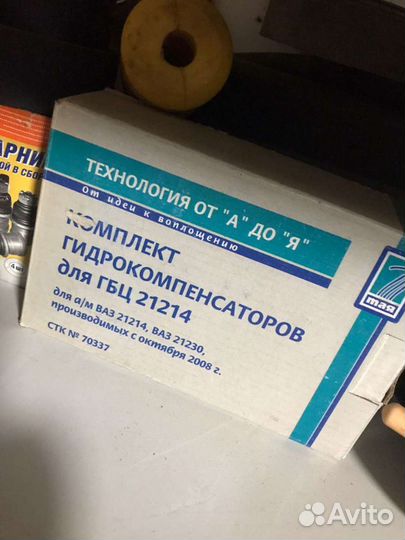 ТЕХНОЛОГИЯ ОТ "А" ДО "Я"
от идеи к воплощению
КОМПЛЕКТ
ГИДРОКОМПЕНСАТОРОВ
для ГБЦ 21214
для а/м ВАЗ 21214, ВАЗ 21230,
производимых с октября 2008 г.
СТК № 70337
тая
Avito